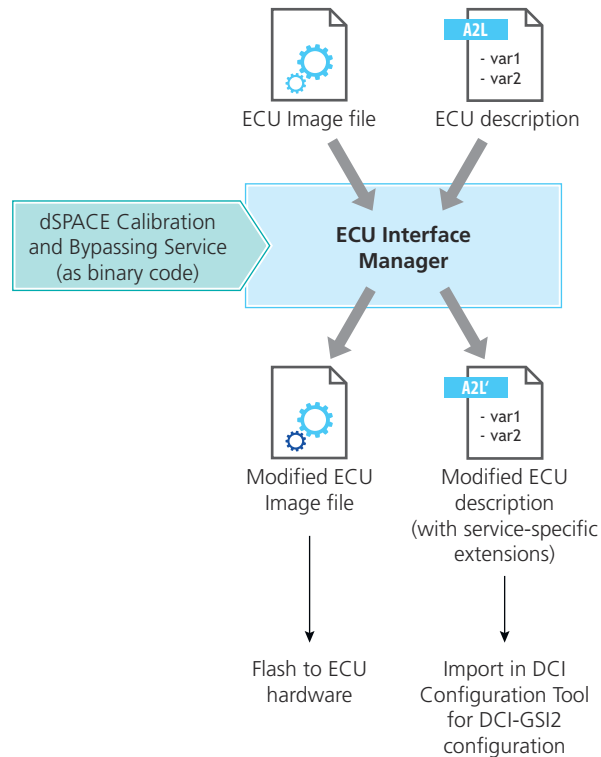 A2L
- var1
- var2
ECU Image file
ECU description
dSPACE Calibration
and Bypassing Service
(as binary code)
ECU Interface
Manager
A2L'
- var1
- var2
Modified ECU
Image file
Modified ECU
description
(with service-specific
extensions)
Flash to ECU
hardware
Import in DCI
Configuration Tool
for DCI-GSI2
configuration